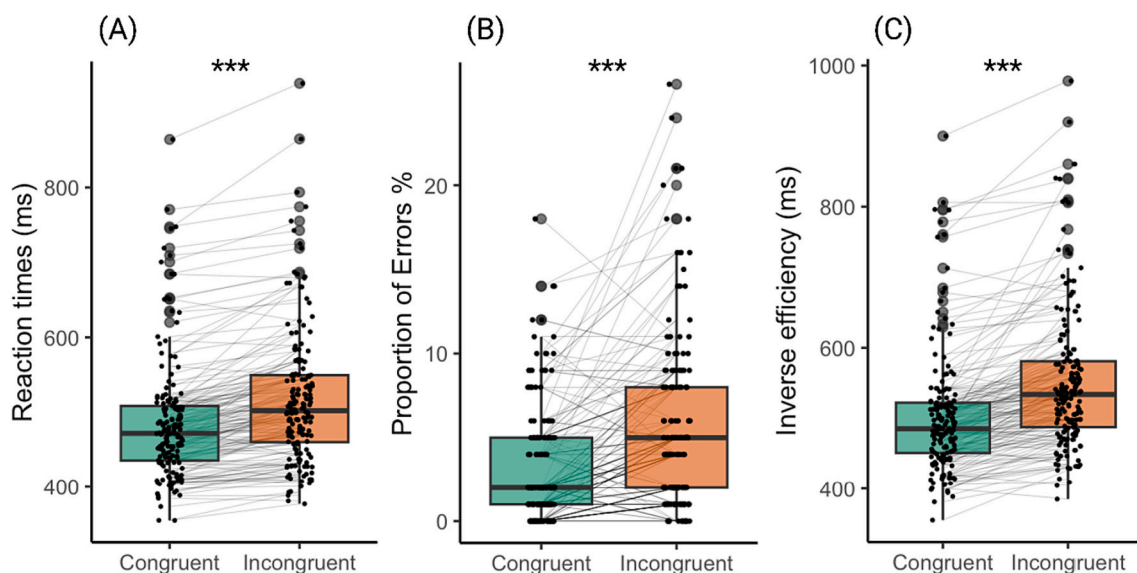 (A)
***
Reaction times (ms)
800
600
400
Congruent
Incongruent
(B)
***
Proportion of Errors %
20
10
0
Congruent
Incongruent
(C)
***
Inverse efficiency (ms)
1000
800
600
400
Congruent
Incongruent